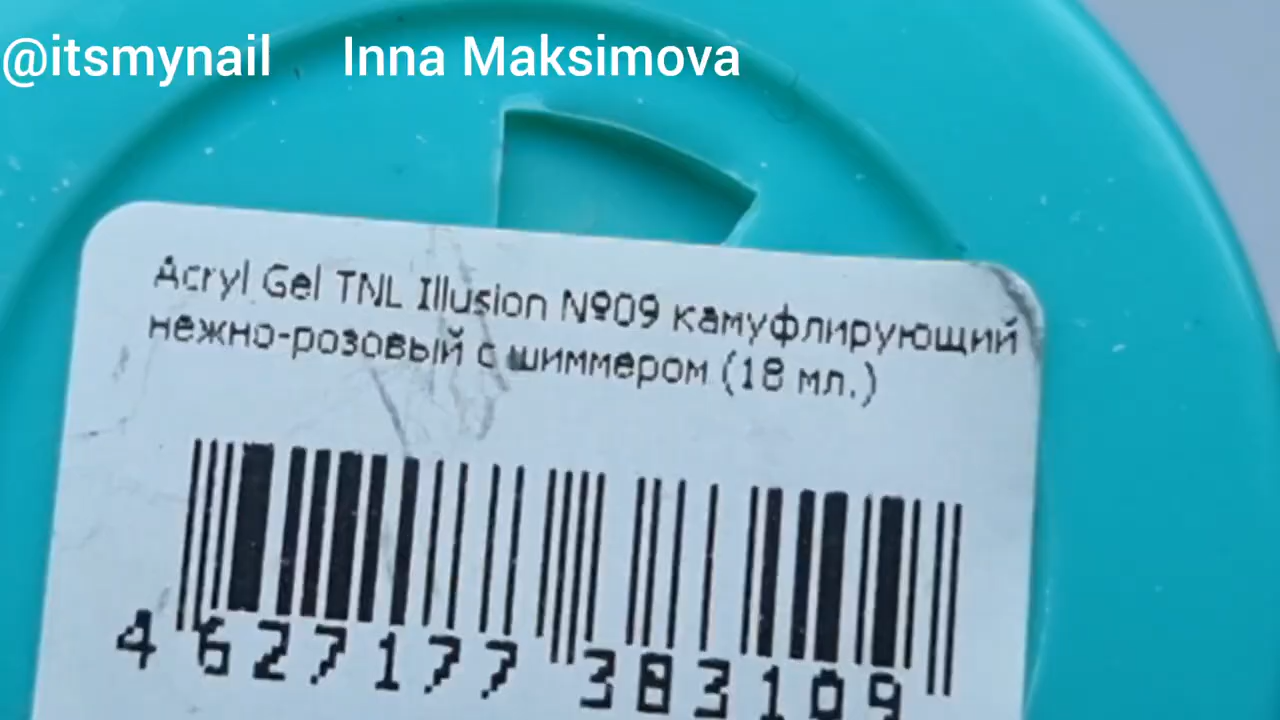 @itsmynail Inna Maksimova
Acryl Gel TNL Illusion №09 камуфлирующий
нежно-розовый с шиммером (18 мл.)
4 627177 383109